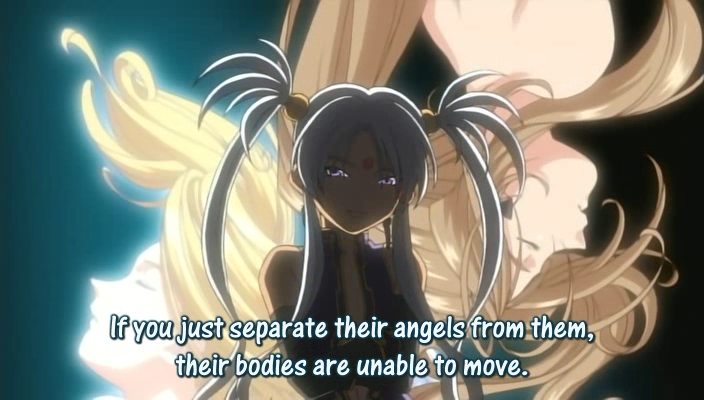 If you just separate their angels from them,
their bodies are unable to move.